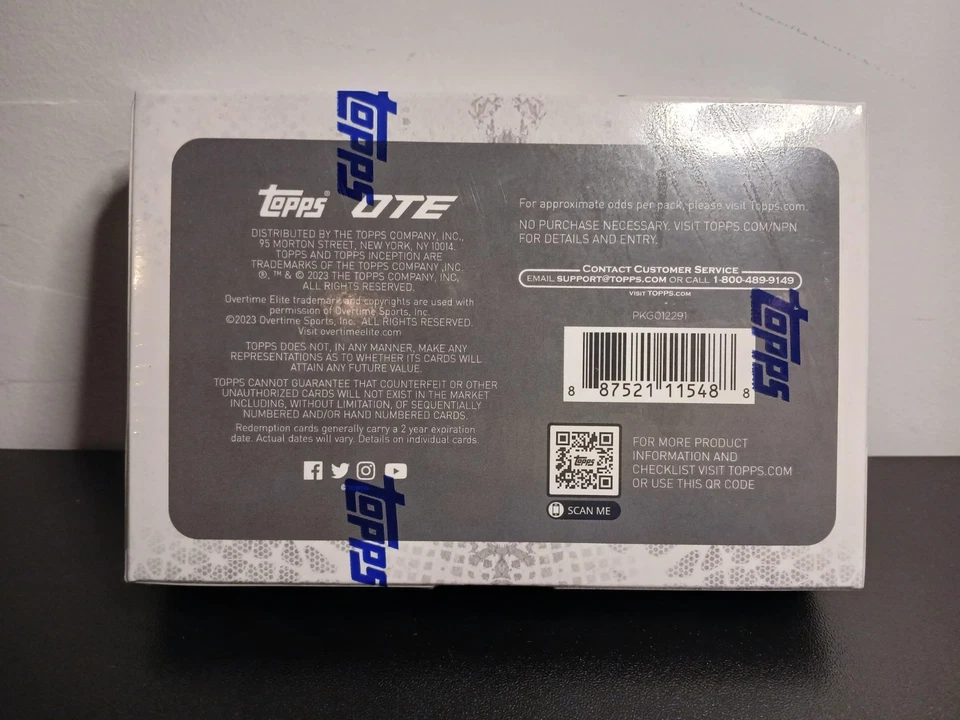 topps
topps® OTE
DISTRIBUTED BY THE TOPPS COMPANY, INC.,
95 MORTON STREET, NEW YORK, NY 10014.
TOPPS AND TOPPS INCEPTION ARE
TRADEMARKS OF THE TOPPS COMPANY, INC.
®, ™ & © 2023 THE TOPPS COMPANY, INC,
ALL RIGHTS RESERVED.
Overtime Elite trademark and copyrights are used with
permission of Overtime Sports, Inc.
©2023 Overtime Sports, Inc. ALL RIGHTS RESERVED.
Visit overtimeelite.com
TOPPS DOES NOT, IN ANY MANNER, MAKE ANY
REPRESENTATIONS AS TO WHETHER ITS CARDS WILL
ATTAIN ANY FUTURE VALUE.
TOPPS CANNOT GUARANTEE THAT COUNTERFEIT OR OTHER
UNAUTHORIZED CARDS WILL NOT EXIST IN THE MARKET
INCLUDING, WITHOUT LIMITATION, OF SEQUENTIALLY
NUMBERED AND/OR HAND NUMBERED CARDS.
Redemption cards generally carry a 2 year expiration
date. Actual dates will vary. Details on individual cards.
topps
For approximate odds per pack, please visit Topps.com.
NO PURCHASE NECESSARY. VISIT TOPPS.COM/NPN
FOR DETAILS AND ENTRY.
CONTACT CUSTOMER SERVICE
EMAIL SUPPORT@TOPPS.COM OR CALL 1-800-489-9149
VISIT TOPPS.COM
PKG012291
topps
8 87521 11548 8
topps
FOR MORE PRODUCT
INFORMATION AND
CHECKLIST VISIT TOPPS.COM
OR USE THIS QR CODE
SCAN ME